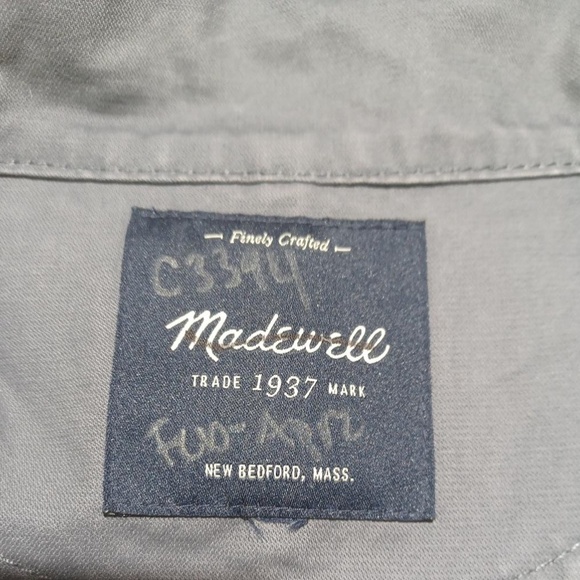 — Finely Crafted —
C3394
Madewell
TRADE 1937 MARK
NEW BEDFORD, MASS.